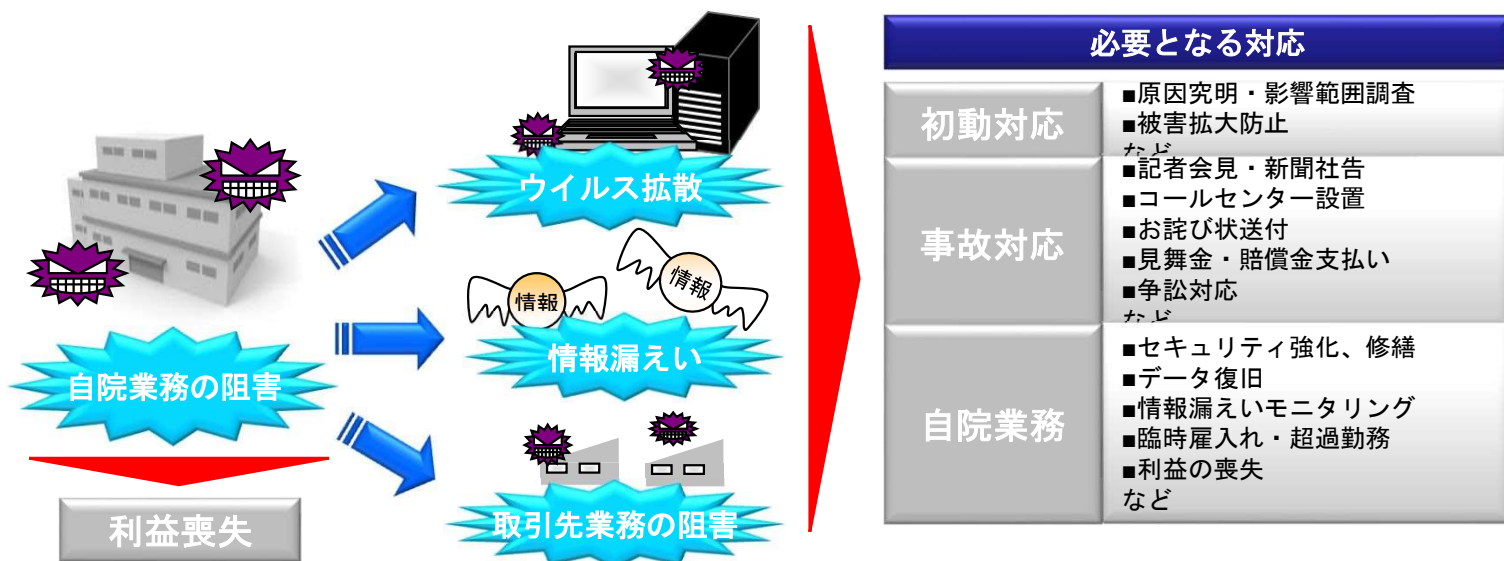 自院業務の阻害
利益喪失
ウイルス拡散
情報
情報
情報漏えい
取引先業務の阻害
必要となる対応
初動対応
■原因究明・影響範囲調査
■被害拡大防止
など
事故対応
■記者会見・新聞社告
■コールセンター設置
■お詫び状送付
■見舞金・賠償金支払い
■争訟対応
など
自院業務
■セキュリティ強化、修繕
■データ復旧
■情報漏えいモニタリング
■臨時雇入れ・超過勤務
■利益の喪失
など